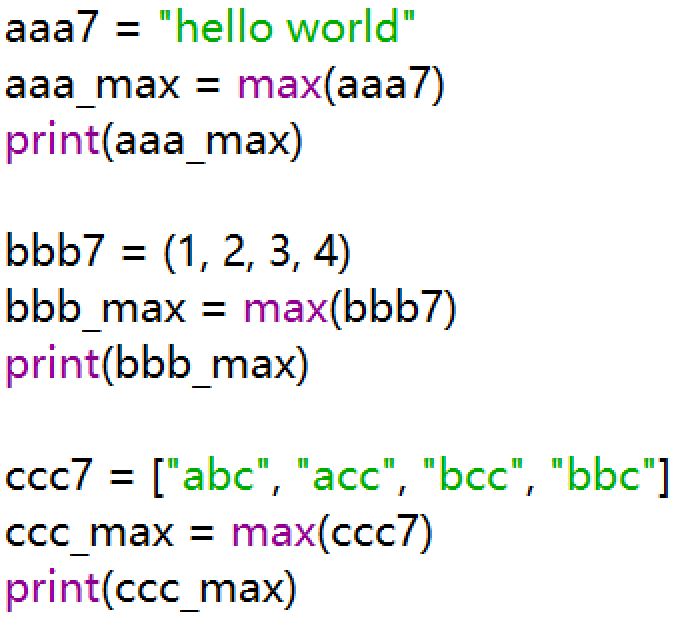 aaa7 = "hello world"
aaa_max = max(aaa7)
print(aaa_max)
bbb7 = (1, 2, 3, 4)
bbb_max = max(bbb7)
print(bbb_max)
ccc7 = ["abc", "acc", "bcc", "bbc"]
ccc_max = max(ccc7)
print(ccc_max)